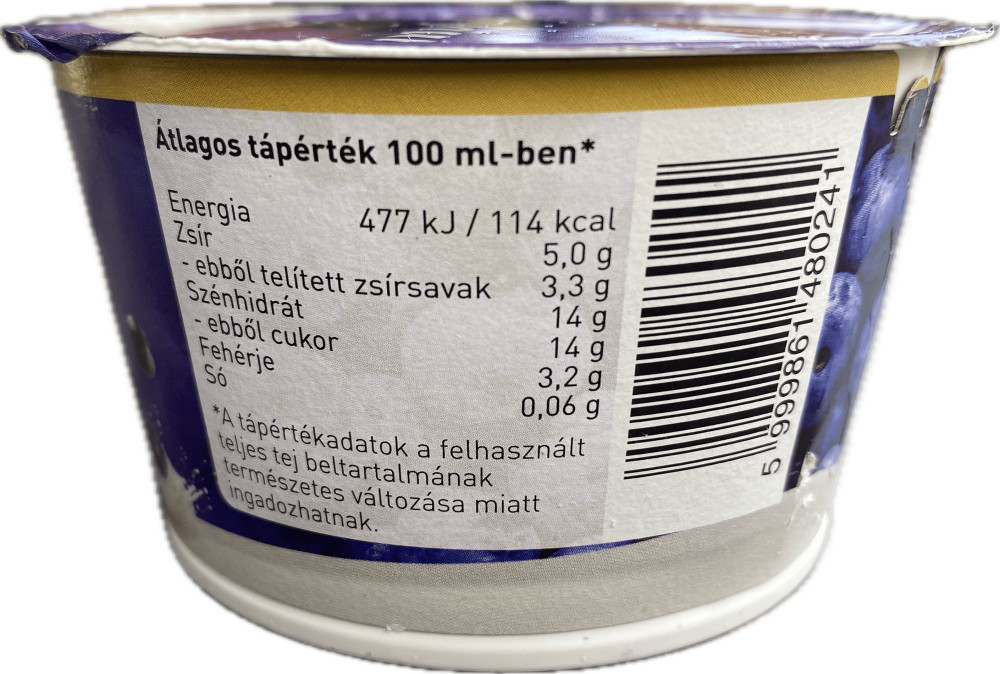 Átlagos tápérték 100 ml-ben*
Energia 477 kJ / 114 kcal
Zsír 5,0 g
- ebből telített zsírsavak 3,3 g
Szénhidrát 14 g
- ebből cukor 14 g
Fehérje 3,2 g
Só 0,06 g
*A tápértékadatok a felhasznált
teljes tej beltartalmának
természetes változása miatt
ingadozhatnak.
5 999861 480241